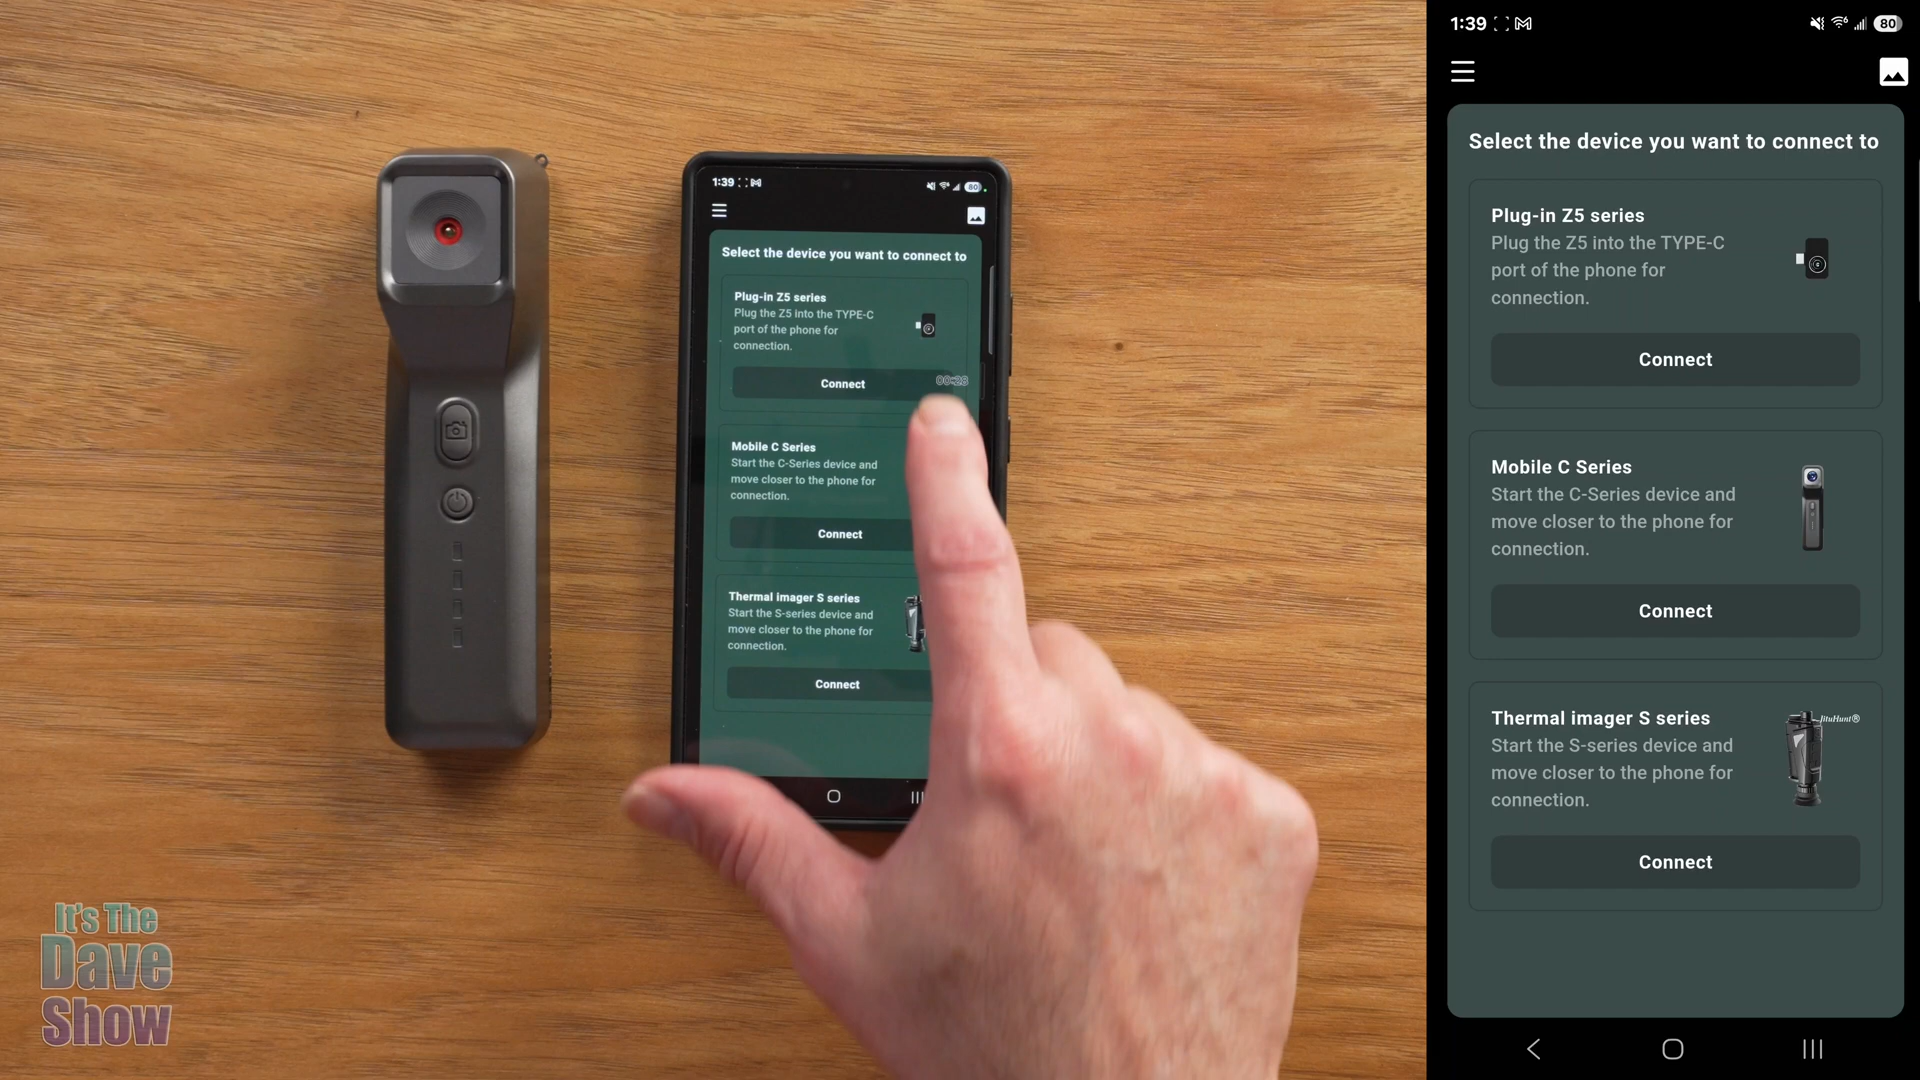 1:39
80
Select the device you want to connect to
Plug-in Z5 series
Plug the Z5 into the TYPE-C
port of the phone for
connection.
Connect
00:28
Mobile C Series
Start the C-Series device and
move closer to the phone for
connection.
Connect
Thermal imager S series
Start the S-series device and
move closer to the phone for
connection.
Connect
It's The
Dave
Show
1:39
80
Select the device you want to connect to
Plug-in Z5 series
Plug the Z5 into the TYPE-C
port of the phone for
connection.
Connect
Mobile C Series
Start the C-Series device and
move closer to the phone for
connection.
Connect
Thermal imager S series
JituHunt®
Start the S-series device and
move closer to the phone for
connection.
Connect